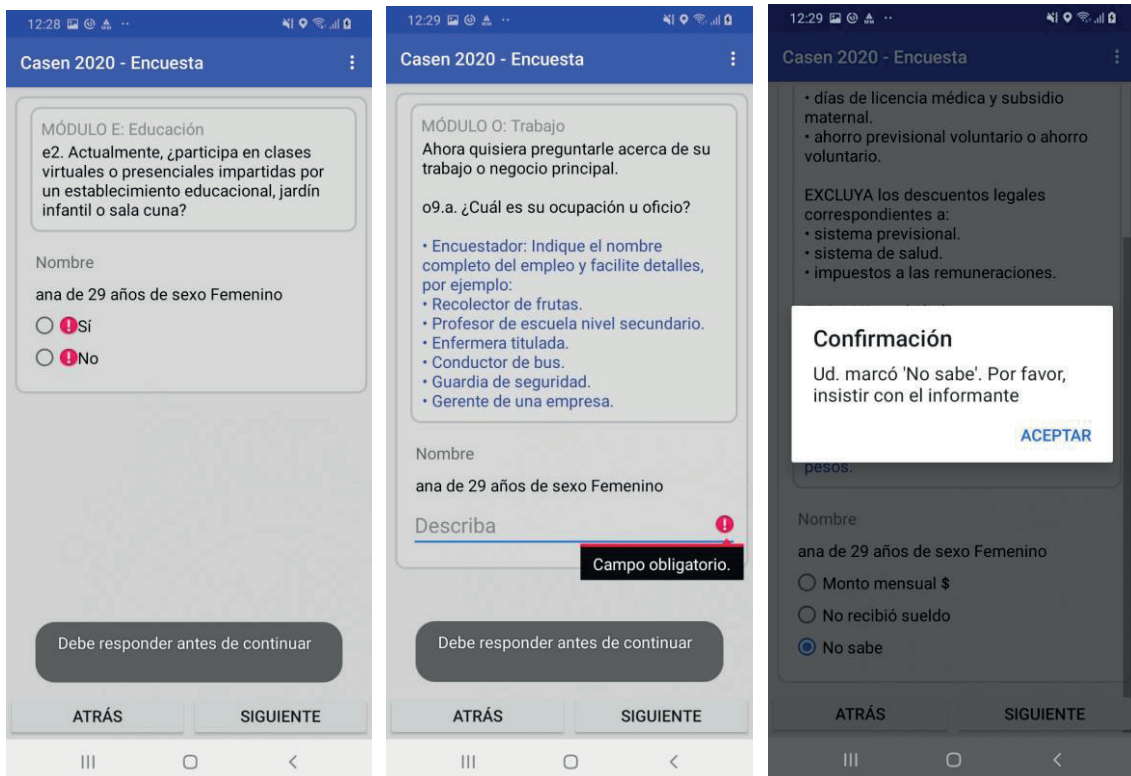 12:28
Casen 2020 - Encuesta
MÓDULO E: Educación
e2. Actualmente, ¿participa en clases
virtuales o presenciales impartidas por
un establecimiento educacional, jardín
infantil o sala cuna?
Nombre
ana de 29 años de sexo Femenino
Sí
No
Debe responder antes de continuar
ATRÁS
SIGUIENTE
12:29
Casen 2020 - Encuesta
MÓDULO O: Trabajo
Ahora quisiera preguntarle acerca de su
trabajo o negocio principal.
o9.a. ¿Cuál es su ocupación u oficio?
• Encuestador: Indique el nombre
completo del empleo y facilite detalles,
por ejemplo:
• Recolector de frutas.
• Profesor de escuela nivel secundario.
• Enfermera titulada.
• Conductor de bus.
• Guardia de seguridad.
• Gerente de una empresa.
Nombre
ana de 29 años de sexo Femenino
Describa
Campo obligatorio.
Debe responder antes de continuar
ATRÁS
SIGUIENTE
12:29
Casen 2020 - Encuesta
• días de licencia médica y subsidio
maternal.
• ahorro previsional voluntario o ahorro
voluntario.
EXCLUYA los descuentos legales
correspondientes a:
• sistema previsional.
• sistema de salud.
• impuestos a las remuneraciones.
Confirmación
Ud. marcó 'No sabe'. Por favor,
insistir con el informante
ACEPTAR
pesos.
Nombre
ana de 29 años de sexo Femenino
Monto mensual $
No recibió sueldo
No sabe
ATRÁS
SIGUIENTE